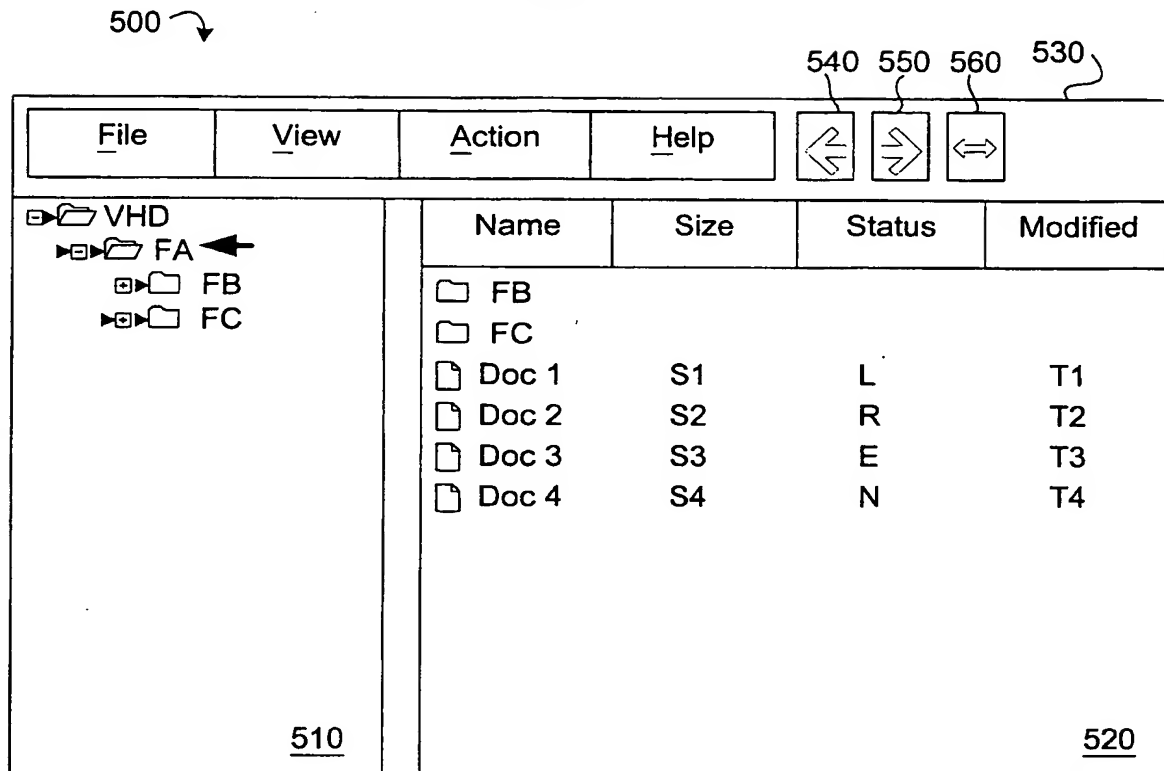 500
540 550 560 530
File View Action Help
VHD
FA
FB
FC
510
Name Size Status Modified
FB
FC
Doc 1 S1 L T1
Doc 2 S2 R T2
Doc 3 S3 E T3
Doc 4 S4 N T4
520